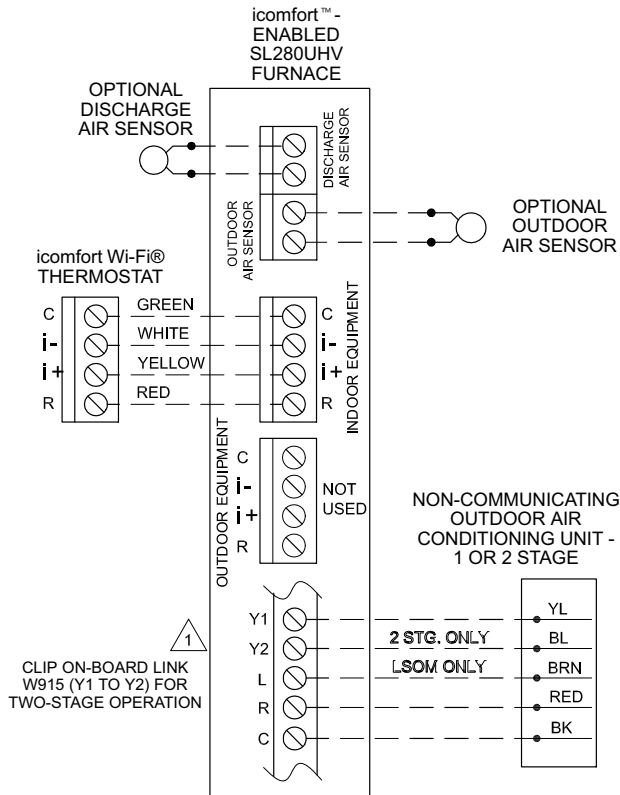 icomfort™-
ENABLED
SL280UHV
FURNACE
OPTIONAL
DISCHARGE
AIR SENSOR
DISCHARGE
AIR SENSOR
OUTDOOR
AIR SENSOR
OPTIONAL
OUTDOOR
AIR SENSOR
icomfort Wi-Fi®
THERMOSTAT
C GREEN C
i- WHITE i-
i+ YELLOW i+
R RED R
INDOOR EQUIPMENT
OUTDOOR EQUIPMENT
C
i-
i+
R
NOT
USED
NON-COMMUNICATING
OUTDOOR AIR
CONDITIONING UNIT -
1 OR 2 STAGE
1
CLIP ON-BOARD LINK
W915 (Y1 TO Y2) FOR
TWO-STAGE OPERATION
Y1 YL
Y2 2 STG. ONLY BL
L LSOM ONLY BRN
R RED
C BK